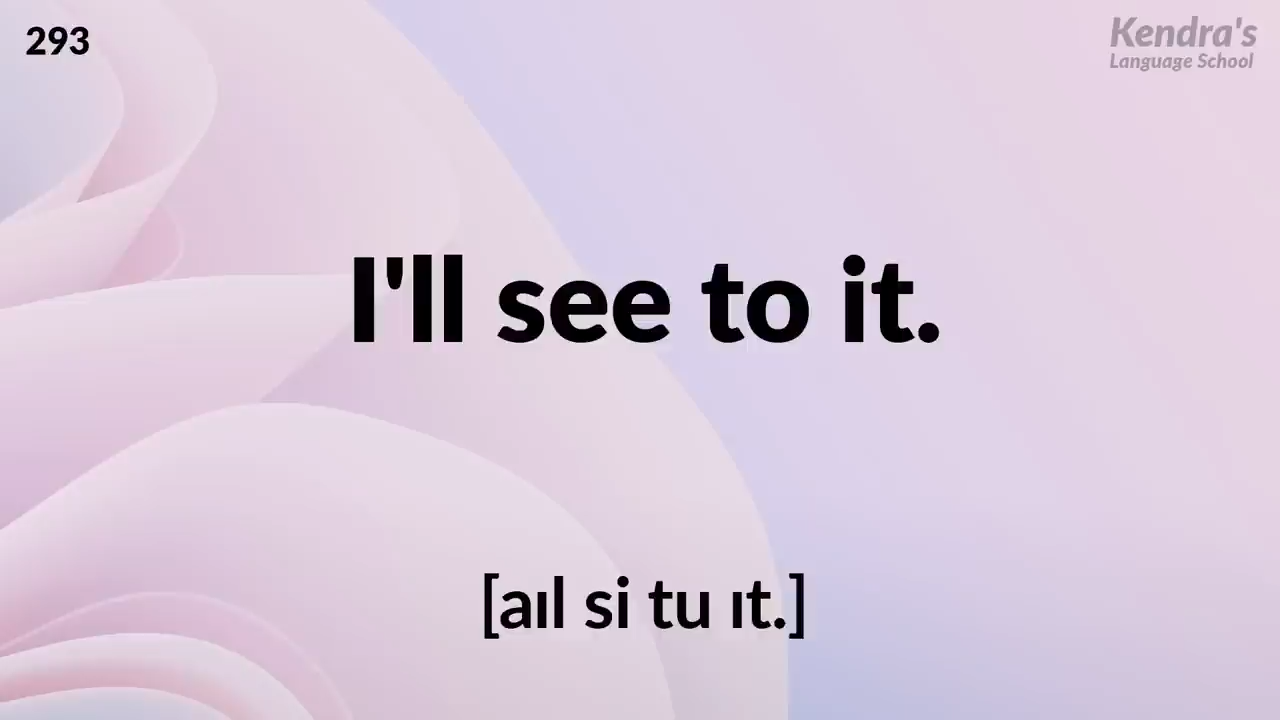 293
Kendra's
Language School
I'll see to it.
[aɪl si tu ɪt.]